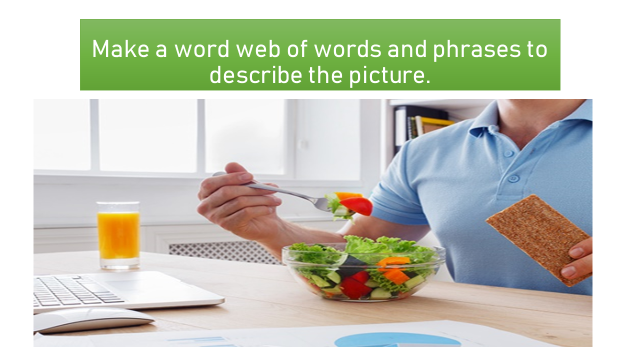 Make a word web of words and phrases to
describe the picture.